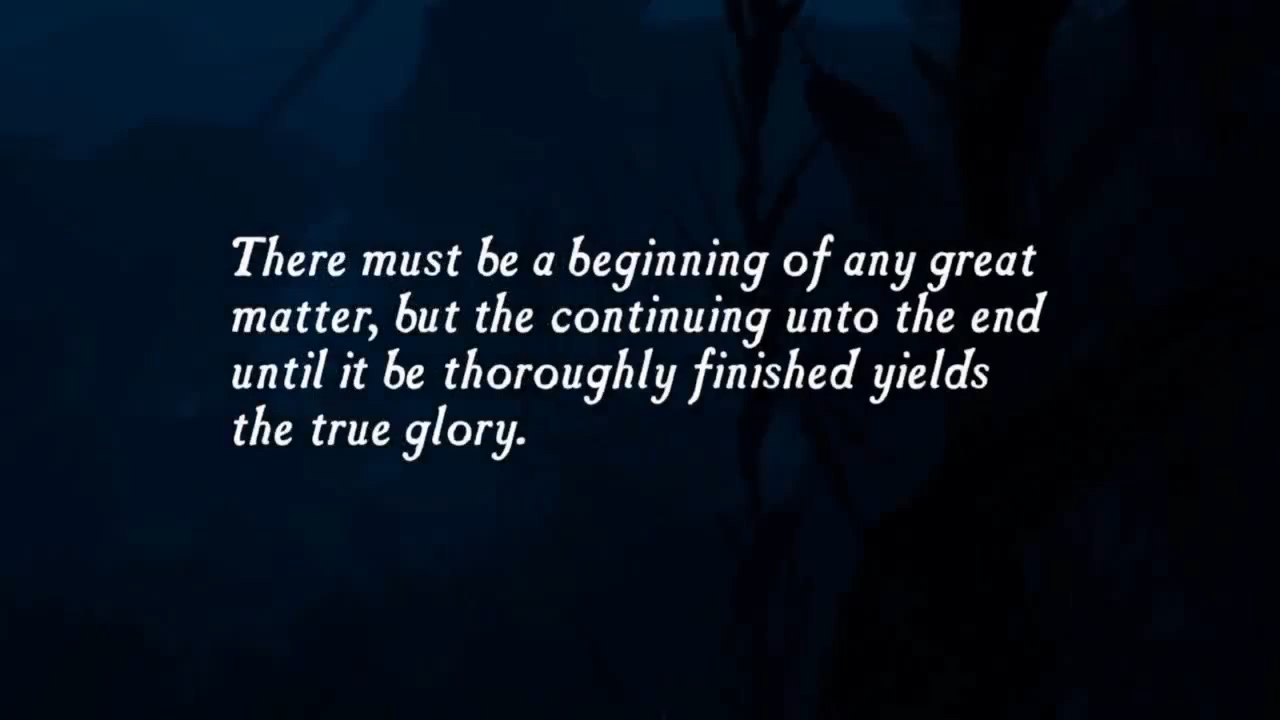 There must be a beginning of any great
matter, but the continuing unto the end
until it be thoroughly finished yields
the true glory.